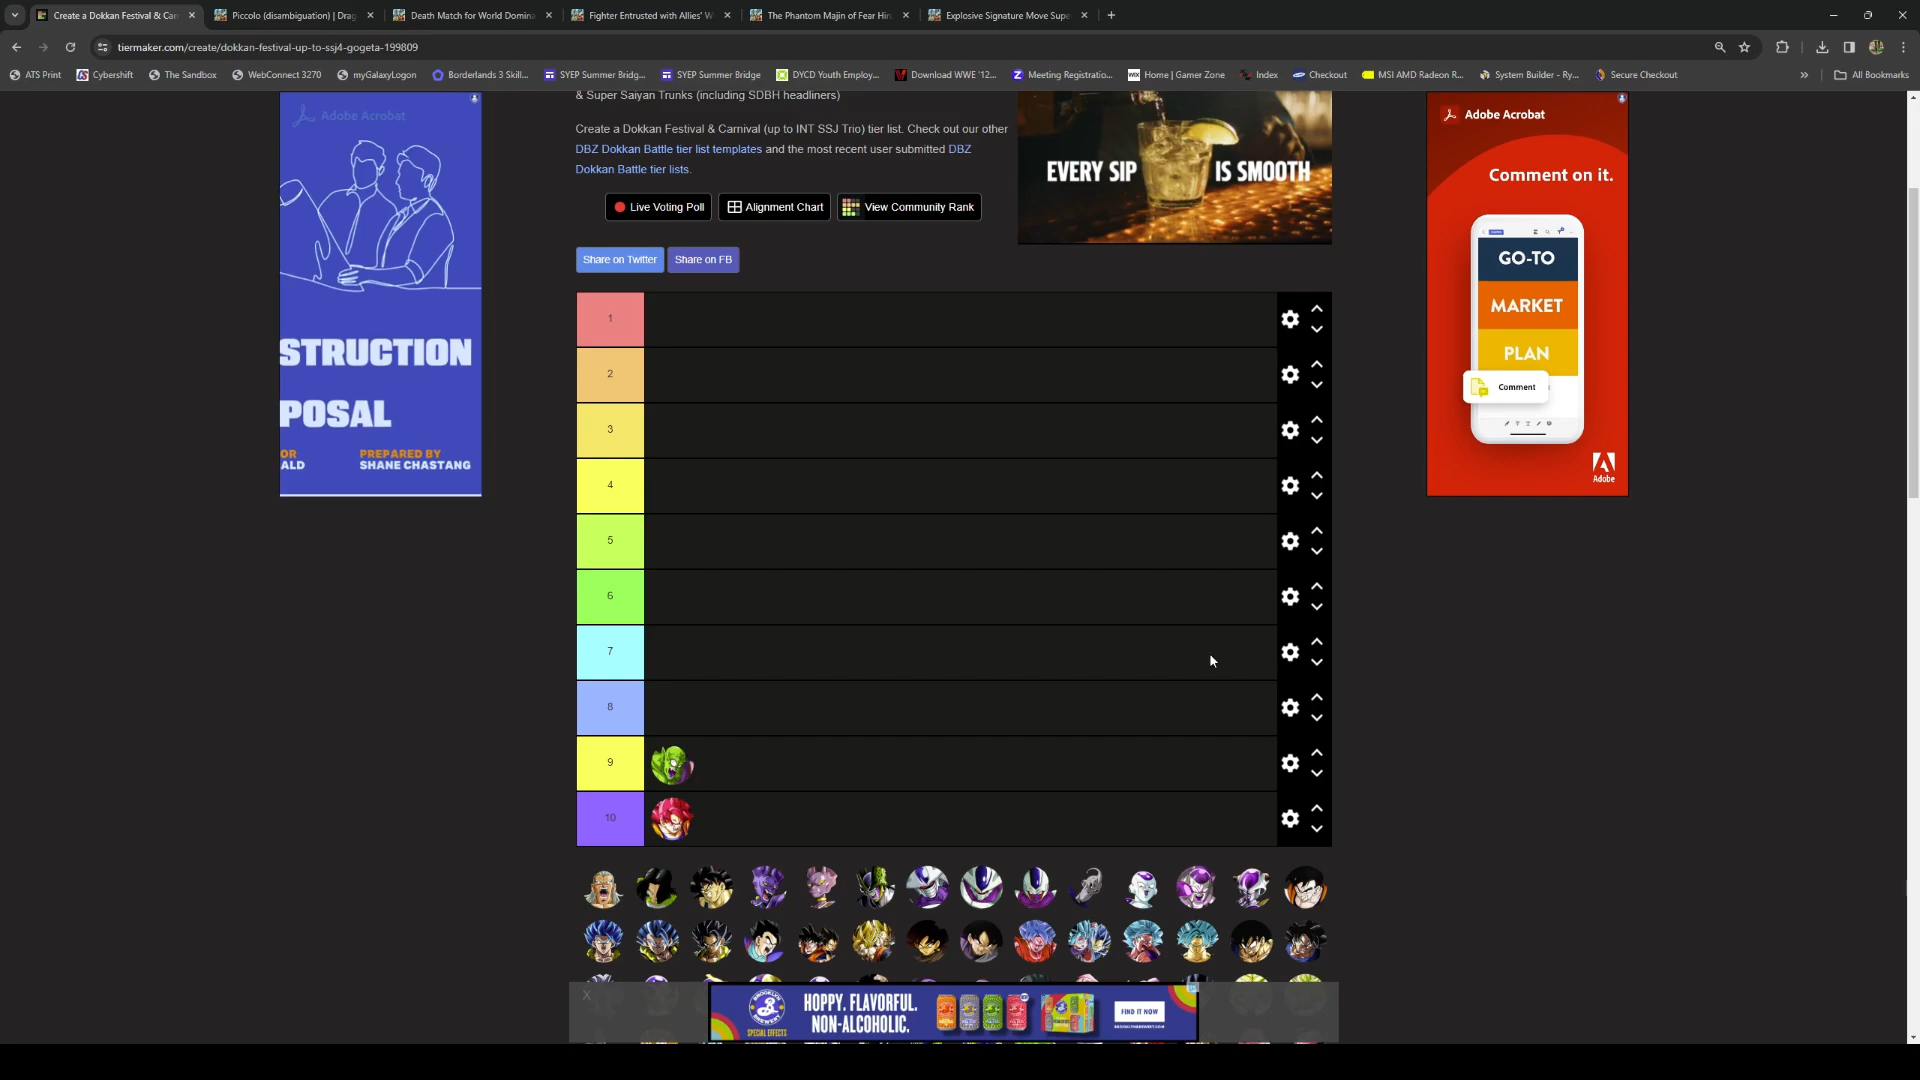 Create a Dokkan Festival & Car
Piccolo (disambiguation) | Drag
Death Match for World Domina
Fighter Entrusted with Allies' W
The Phantom Majin of Fear Hir
Explosive Signature Move Supe
tiermaker.com/create/dokkan-festival-up-to-ssj4-gogeta-199809
ATS Print
Cybershift
The Sandbox
WebConnect 3270
myGalaxyLogon
Borderlands 3 Skill...
SYEP Summer Bridg...
SYEP Summer Bridge
DYCD Youth Employ...
Download WWE '12...
Meeting Registratio...
Home | Gamer Zone
Index
Checkout
MSI AMD Radeon R...
System Builder - Ry...
Secure Checkout
»
All Bookmarks
& Super Saiyan Trunks (including SDBH headliners)
Create a Dokkan Festival & Carnival (up to INT SSJ Trio) tier list. Check out our other
DBZ Dokkan Battle tier list templates and the most recent user submitted DBZ
Dokkan Battle tier lists.
Live Voting Poll
Alignment Chart
View Community Rank
Share on Twitter
Share on FB
EVERY SIP IS SMOOTH
Adobe Acrobat
STRUCTION
POSAL
OR
ALD
PREPARED BY
SHANE CHASTANG
Adobe Acrobat
Comment on it.
GO-TO
MARKET
PLAN
Comment
Adobe
1
2
3
4
5
6
7
8
9
10
X
BROOKLYN
BREWERY
SPECIAL EFFECTS
HOPPY. FLAVORFUL.
NON-ALCOHOLIC.
FIND IT NOW